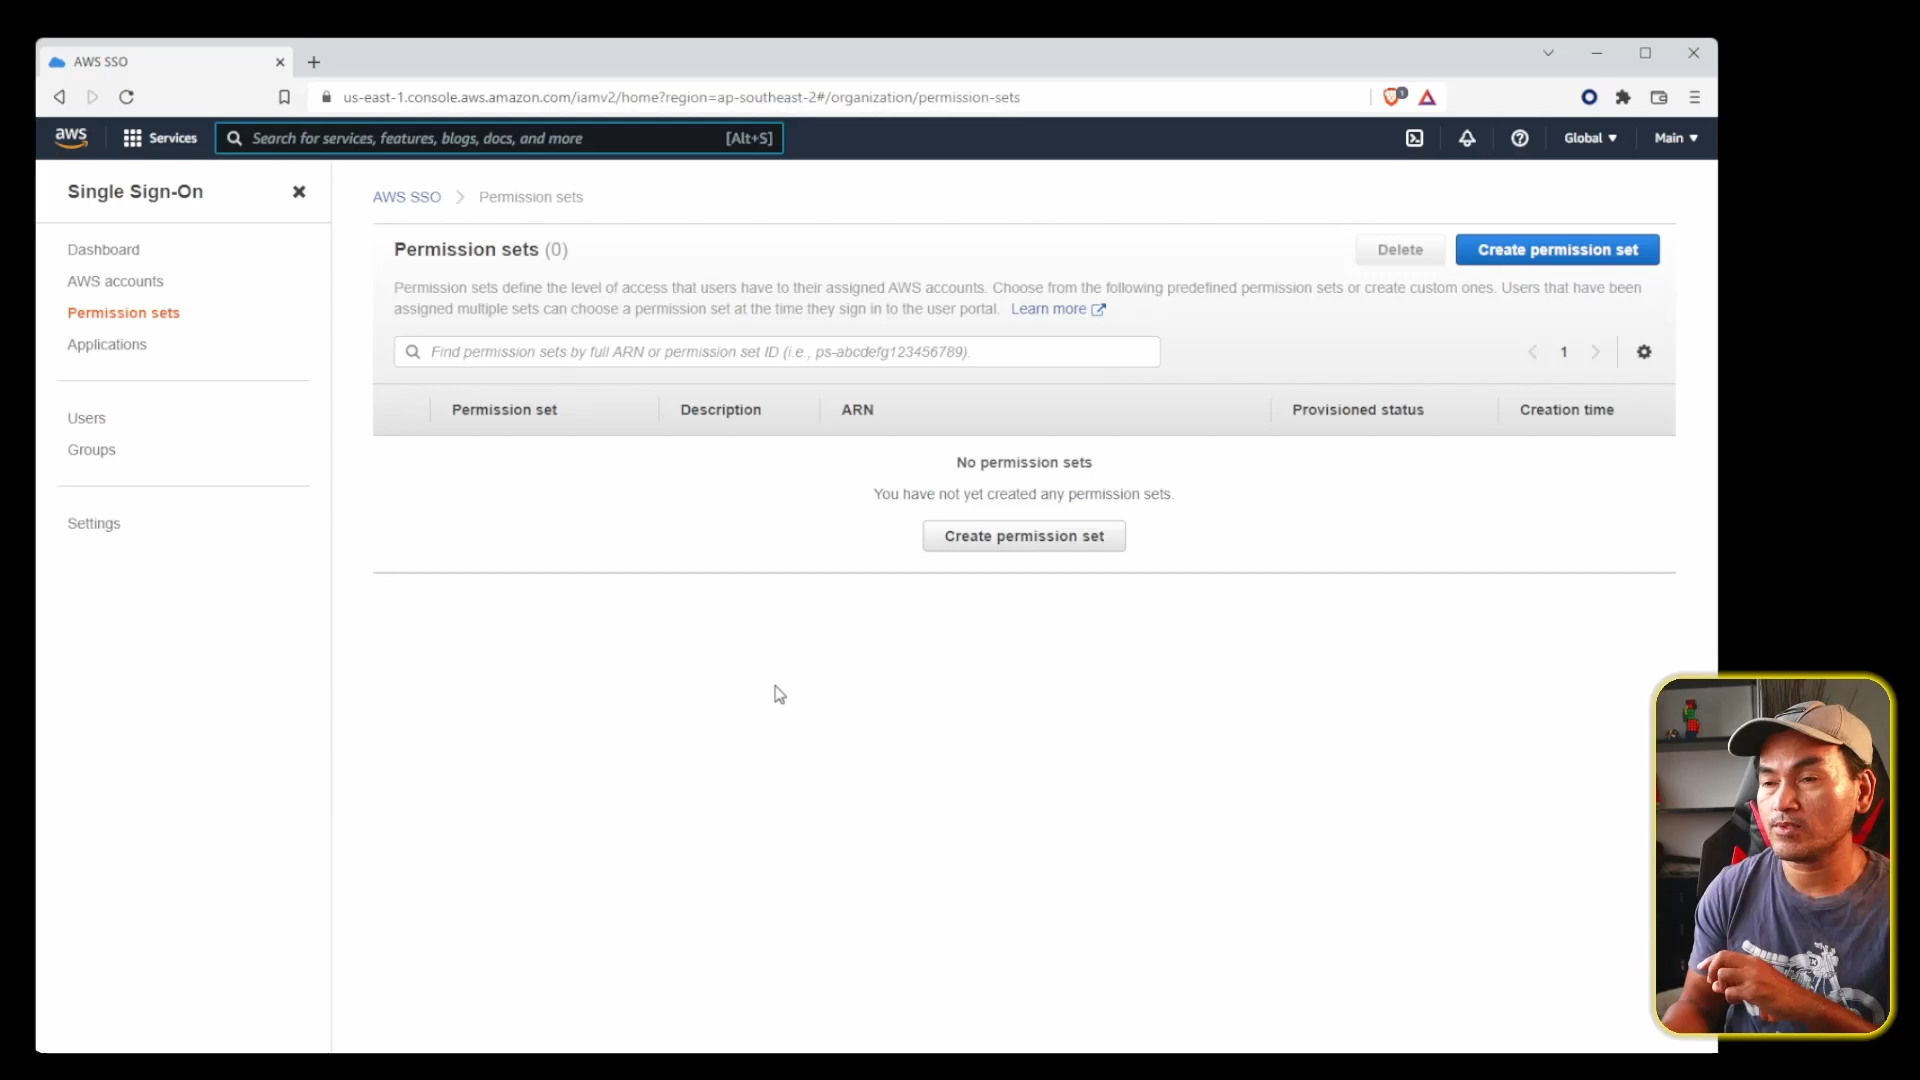 AWS SSO
us-east-1.console.aws.amazon.com/iamv2/home?region=ap-southeast-2#/organization/permission-sets
1
aws
Services
Search for services, features, blogs, docs, and more
[Alt+S]
Global
Main
Single Sign-On
Dashboard
AWS accounts
Permission sets
Applications
Users
Groups
Settings
AWS SSO > Permission sets
Permission sets (0)
Delete
Create permission set
Permission sets define the level of access that users have to their assigned AWS accounts. Choose from the following predefined permission sets or create custom ones. Users that have been
assigned multiple sets can choose a permission set at the time they sign in to the user portal. Learn more
Find permission sets by full ARN or permission set ID (i.e., ps-abcdefg123456789).
1
Permission set
Description
ARN
Provisioned status
Creation time
No permission sets
You have not yet created any permission sets.
Create permission set